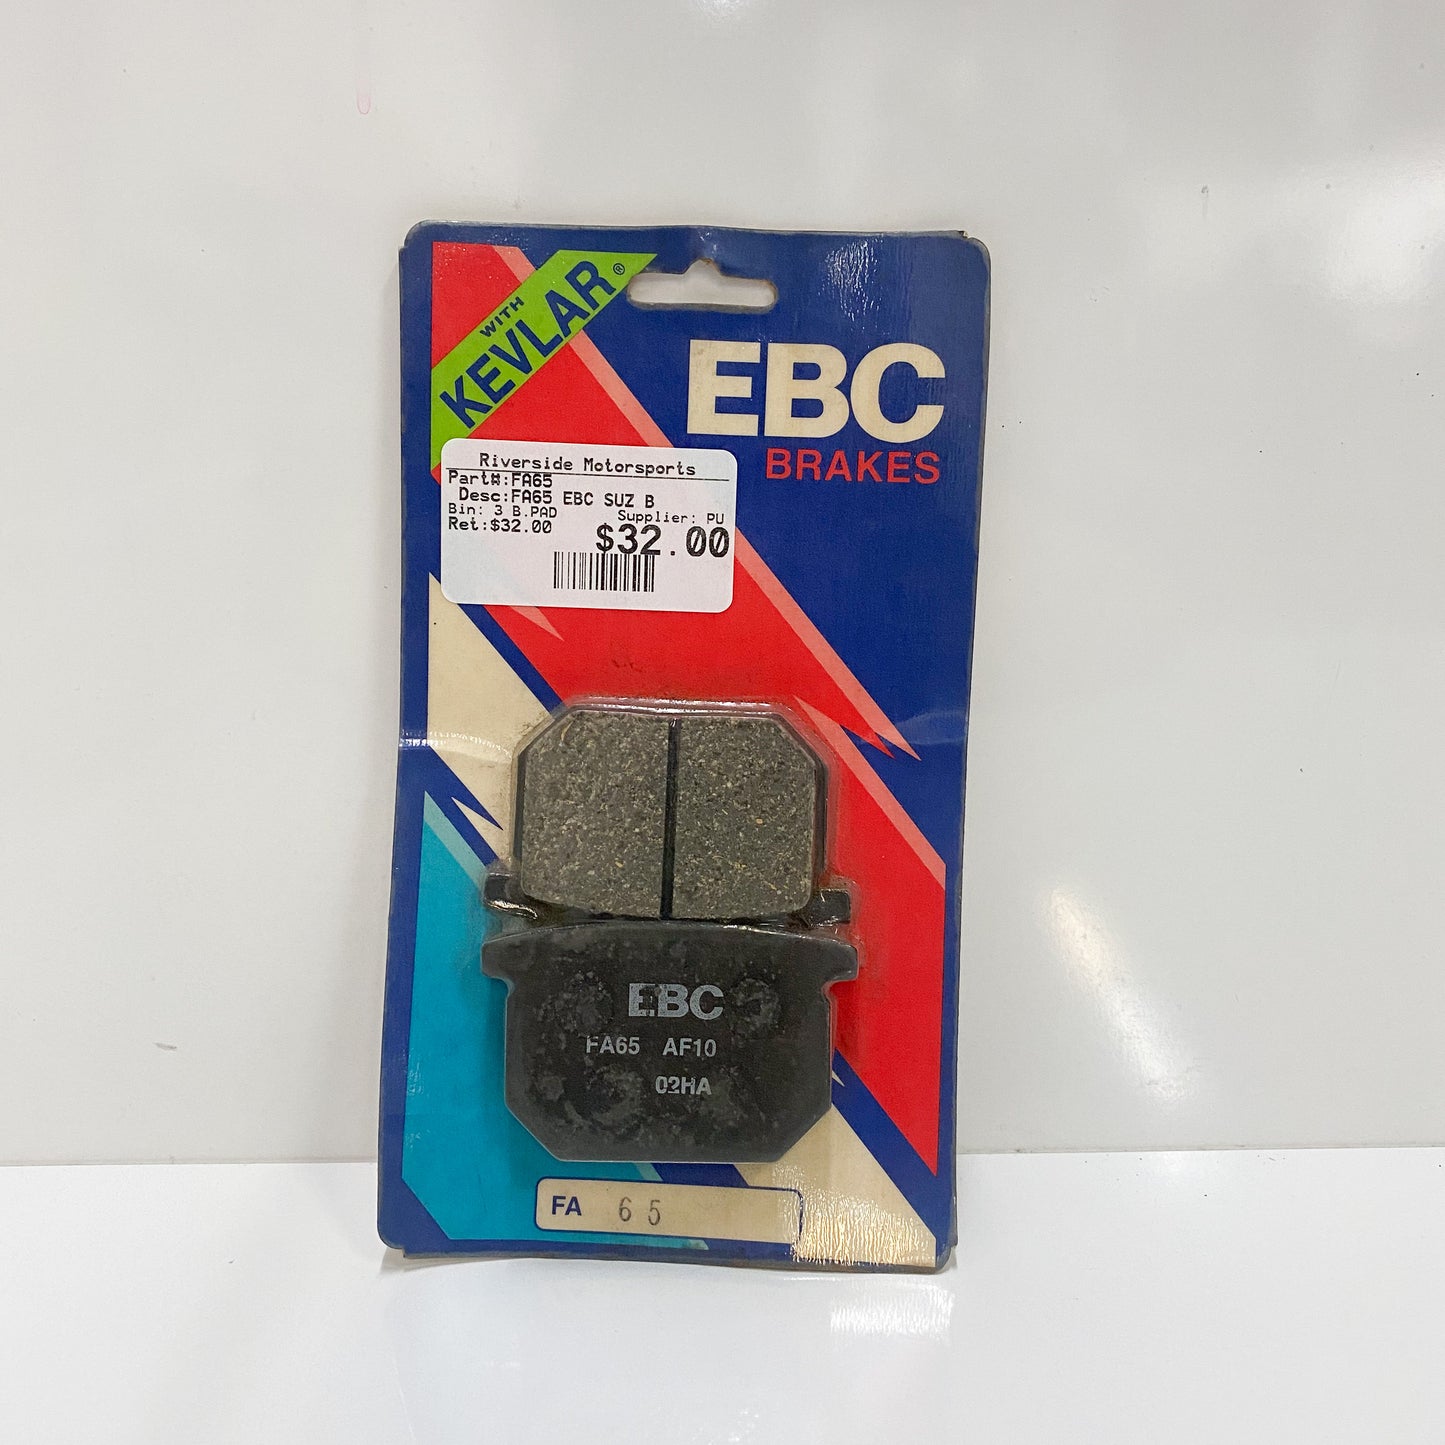 WITH
KEVLAR®
EBC
BRAKES
Riverside Motorsports
Part#:FA65
Desc:FA65 EBC SUZ B
Bin: 3 B.PAD Supplier: PU
Ret:$32.00
$32.00
EBC
FA65 AF10
02HA
FA 65